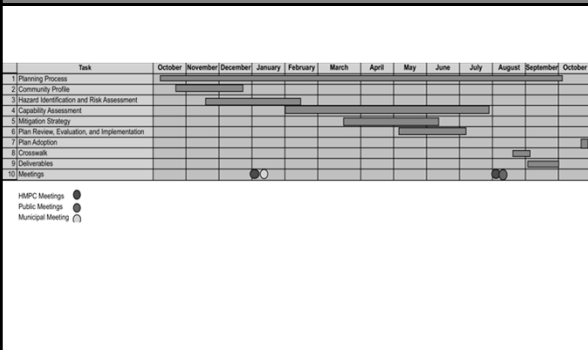 Task October November December January February March April May June July August September October
1 Planning Process
2 Community Profile
3 Hazard Identification and Risk Assessment
4 Capability Assessment
5 Mitigation Strategy
6 Plan Review, Evaluation, and Implementation
7 Plan Adoption
8 Crosswalk
9 Deliverables
10 Meetings
HMPC Meetings
Public Meetings
Municipal Meeting